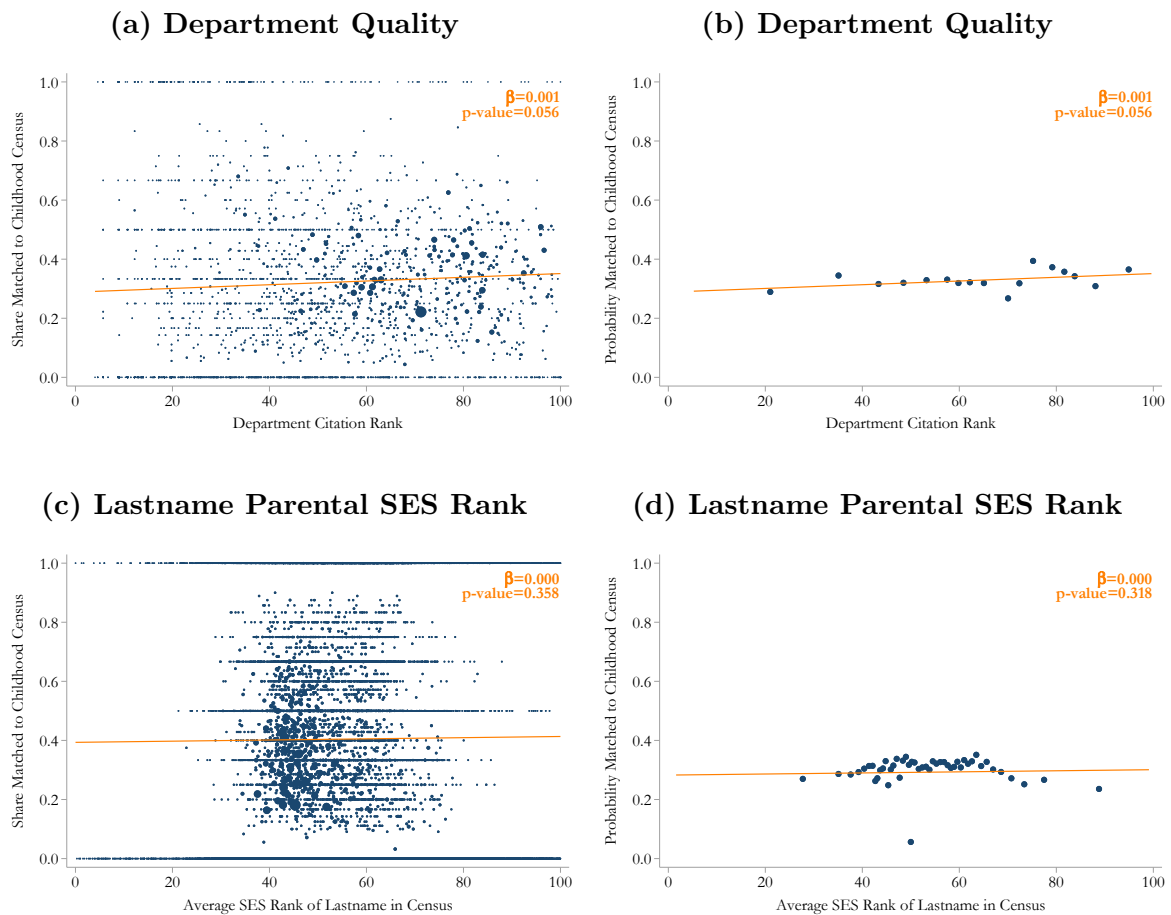 (a) Department Quality
β=0.001
p-value=0.056
Share Matched to Childhood Census
1.0
0.8
0.6
0.4
0.2
0.0
0 20 40 60 80 100
Department Citation Rank
(b) Department Quality
β=0.001
p-value=0.056
Probability Matched to Childhood Census
1.0
0.8
0.6
0.4
0.2
0.0
0 20 40 60 80 100
Department Citation Rank
(c) Lastname Parental SES Rank
β=0.000
p-value=0.358
Share Matched to Childhood Census
1.0
0.8
0.6
0.4
0.2
0.0
0 20 40 60 80 100
Average SES Rank of Lastname in Census
(d) Lastname Parental SES Rank
β=0.000
p-value=0.318
Probability Matched to Childhood Census
1.0
0.8
0.6
0.4
0.2
0.0
0 20 40 60 80 100
Average SES Rank of Lastname in Census